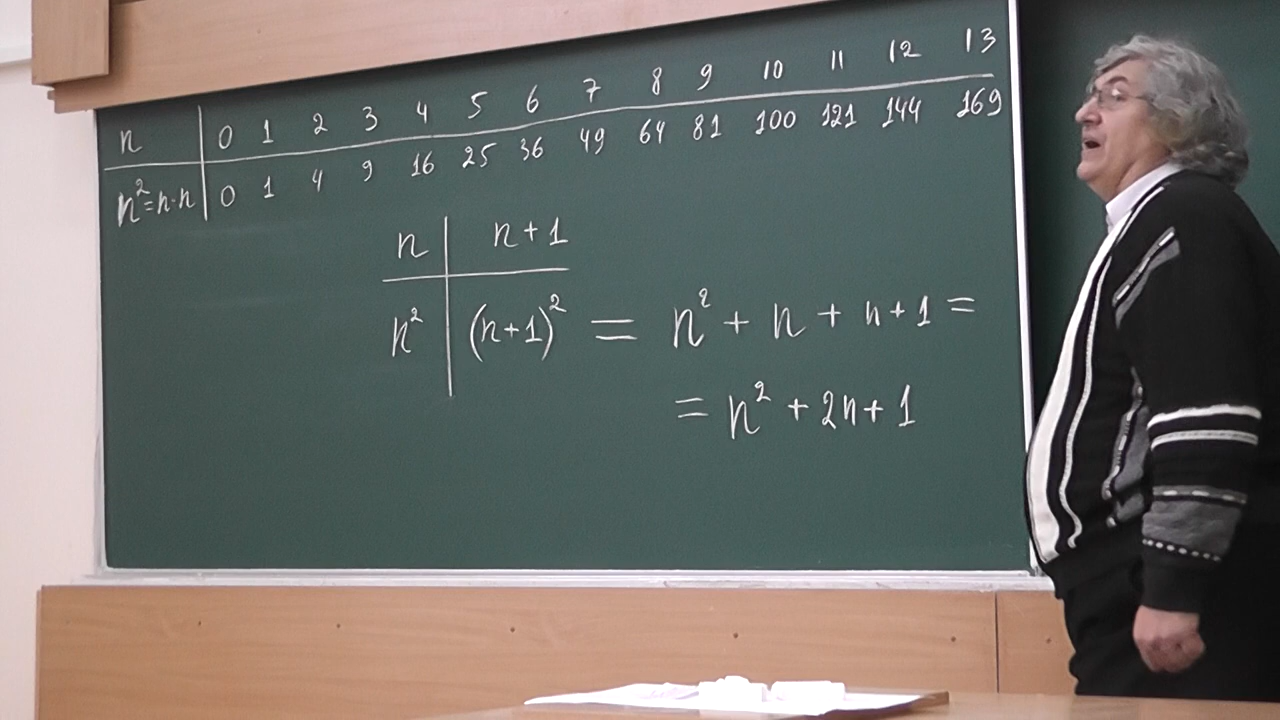 n 0 1 2 3 4 5 6 7 8 9 10 11 12 13
n²=n·n 0 1 4 9 16 25 36 49 64 81 100 121 144 169
n n+1
n² (n+1)² = n² + n + n+1 =
= n² + 2n + 1